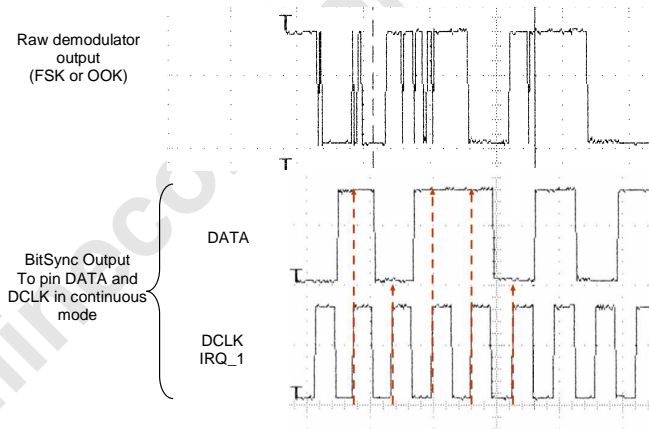 Raw demodulator
output
(FSK or OOK)
DATA
BitSync Output
To pin DATA and
DCLK in continuous
mode
DCLK
IRQ_1